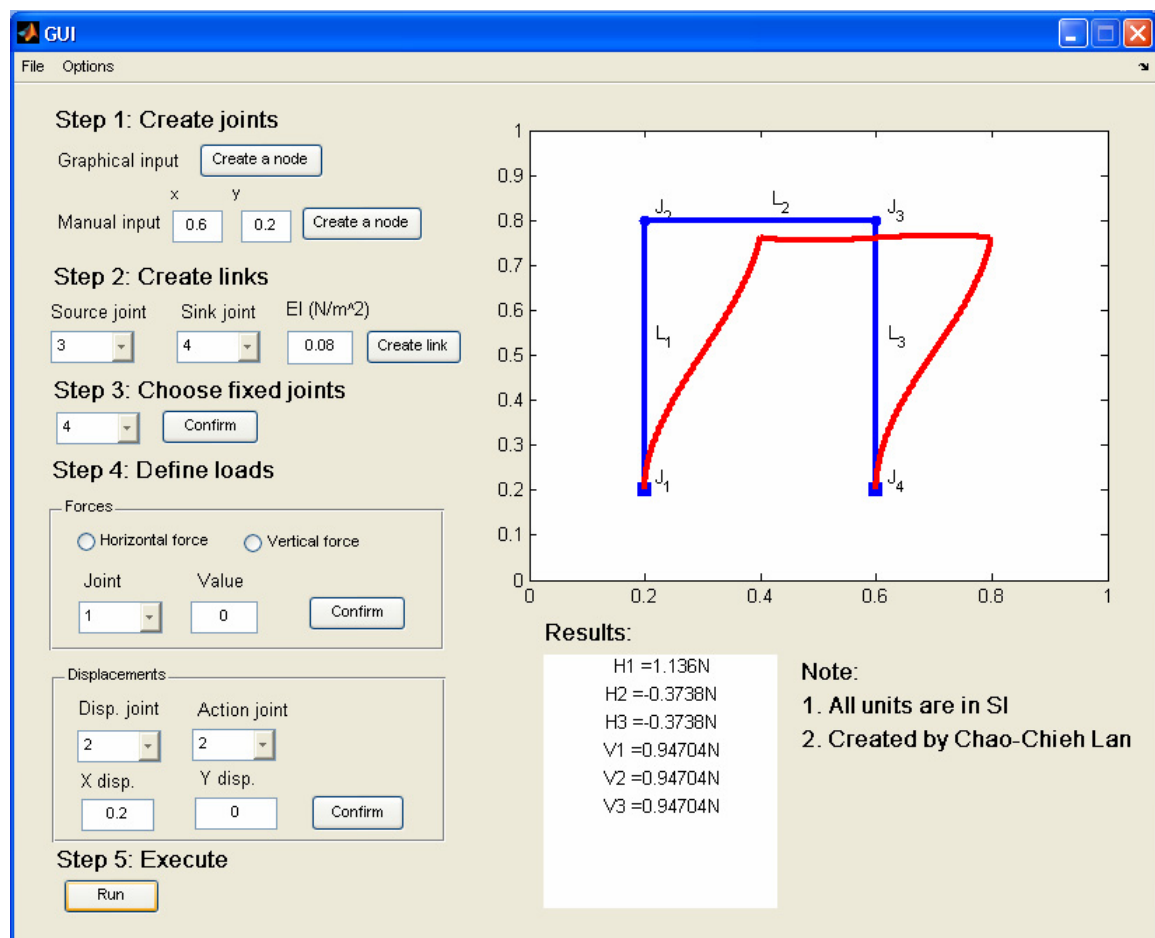 GUI
File Options
Step 1: Create joints
Graphical input Create a node
x y
Manual input 0.6 0.2 Create a node
Step 2: Create links
Source joint Sink joint EI (N/m^2)
3 4 0.08 Create link
Step 3: Choose fixed joints
4 Confirm
Step 4: Define loads
Forces
Horizontal force Vertical force
Joint Value
1 0 Confirm
Displacements
Disp. joint Action joint
2 2
X disp. Y disp.
0.2 0 Confirm
Step 5: Execute
Run
1
0.9
0.8
0.7
0.6
0.5
0.4
0.3
0.2
0.1
0
0 0.2 0.4 0.6 0.8 1
J2 L2 J3
L1 L3
J1 J4
Results:
H1 =1.136N
H2 =-0.3738N
H3 =-0.3738N
V1 =0.94704N
V2 =0.94704N
V3 =0.94704N
Note:
1. All units are in SI
2. Created by Chao-Chieh Lan